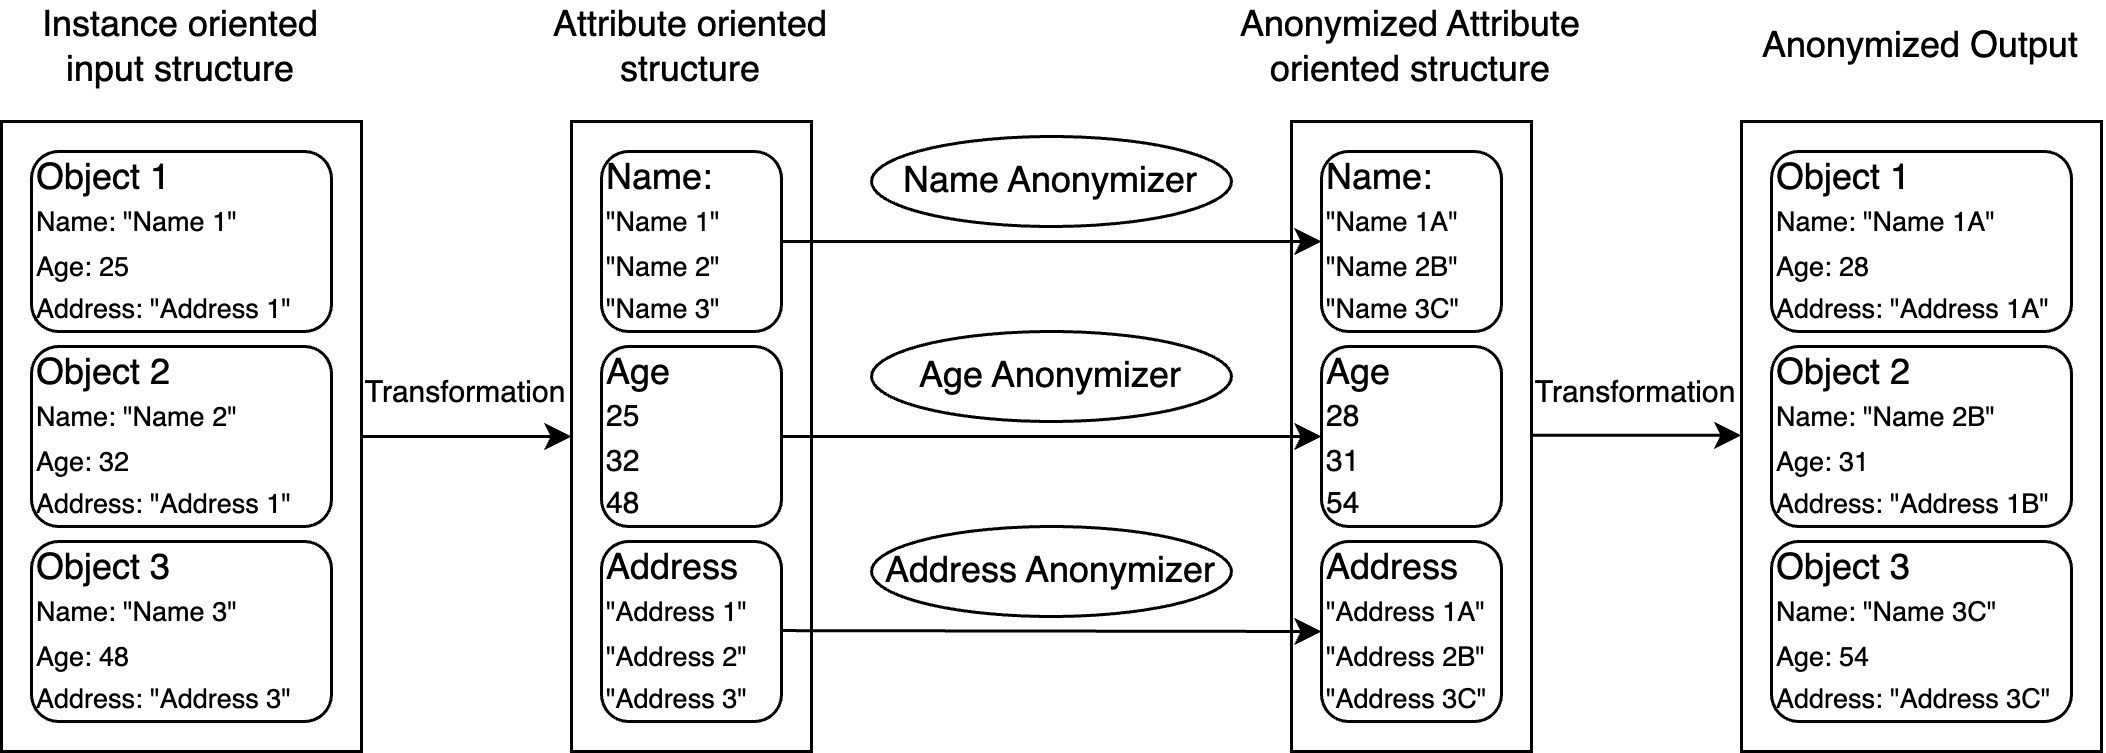 Instance oriented
input structure
Object 1
Name: "Name 1"
Age: 25
Address: "Address 1"
Object 2
Name: "Name 2"
Age: 32
Address: "Address 1"
Object 3
Name: "Name 3"
Age: 48
Address: "Address 3"
Transformation
Attribute oriented
structure
Name:
"Name 1"
"Name 2"
"Name 3"
Age
25
32
48
Address
"Address 1"
"Address 2"
"Address 3"
Name Anonymizer
Age Anonymizer
Address Anonymizer
Anonymized Attribute
oriented structure
Name:
"Name 1A"
"Name 2B"
"Name 3C"
Age
28
31
54
Address
"Address 1A"
"Address 2B"
"Address 3C"
Transformation
Anonymized Output
Object 1
Name: "Name 1A"
Age: 28
Address: "Address 1A"
Object 2
Name: "Name 2B"
Age: 31
Address: "Address 1B"
Object 3
Name: "Name 3C"
Age: 54
Address: "Address 3C"